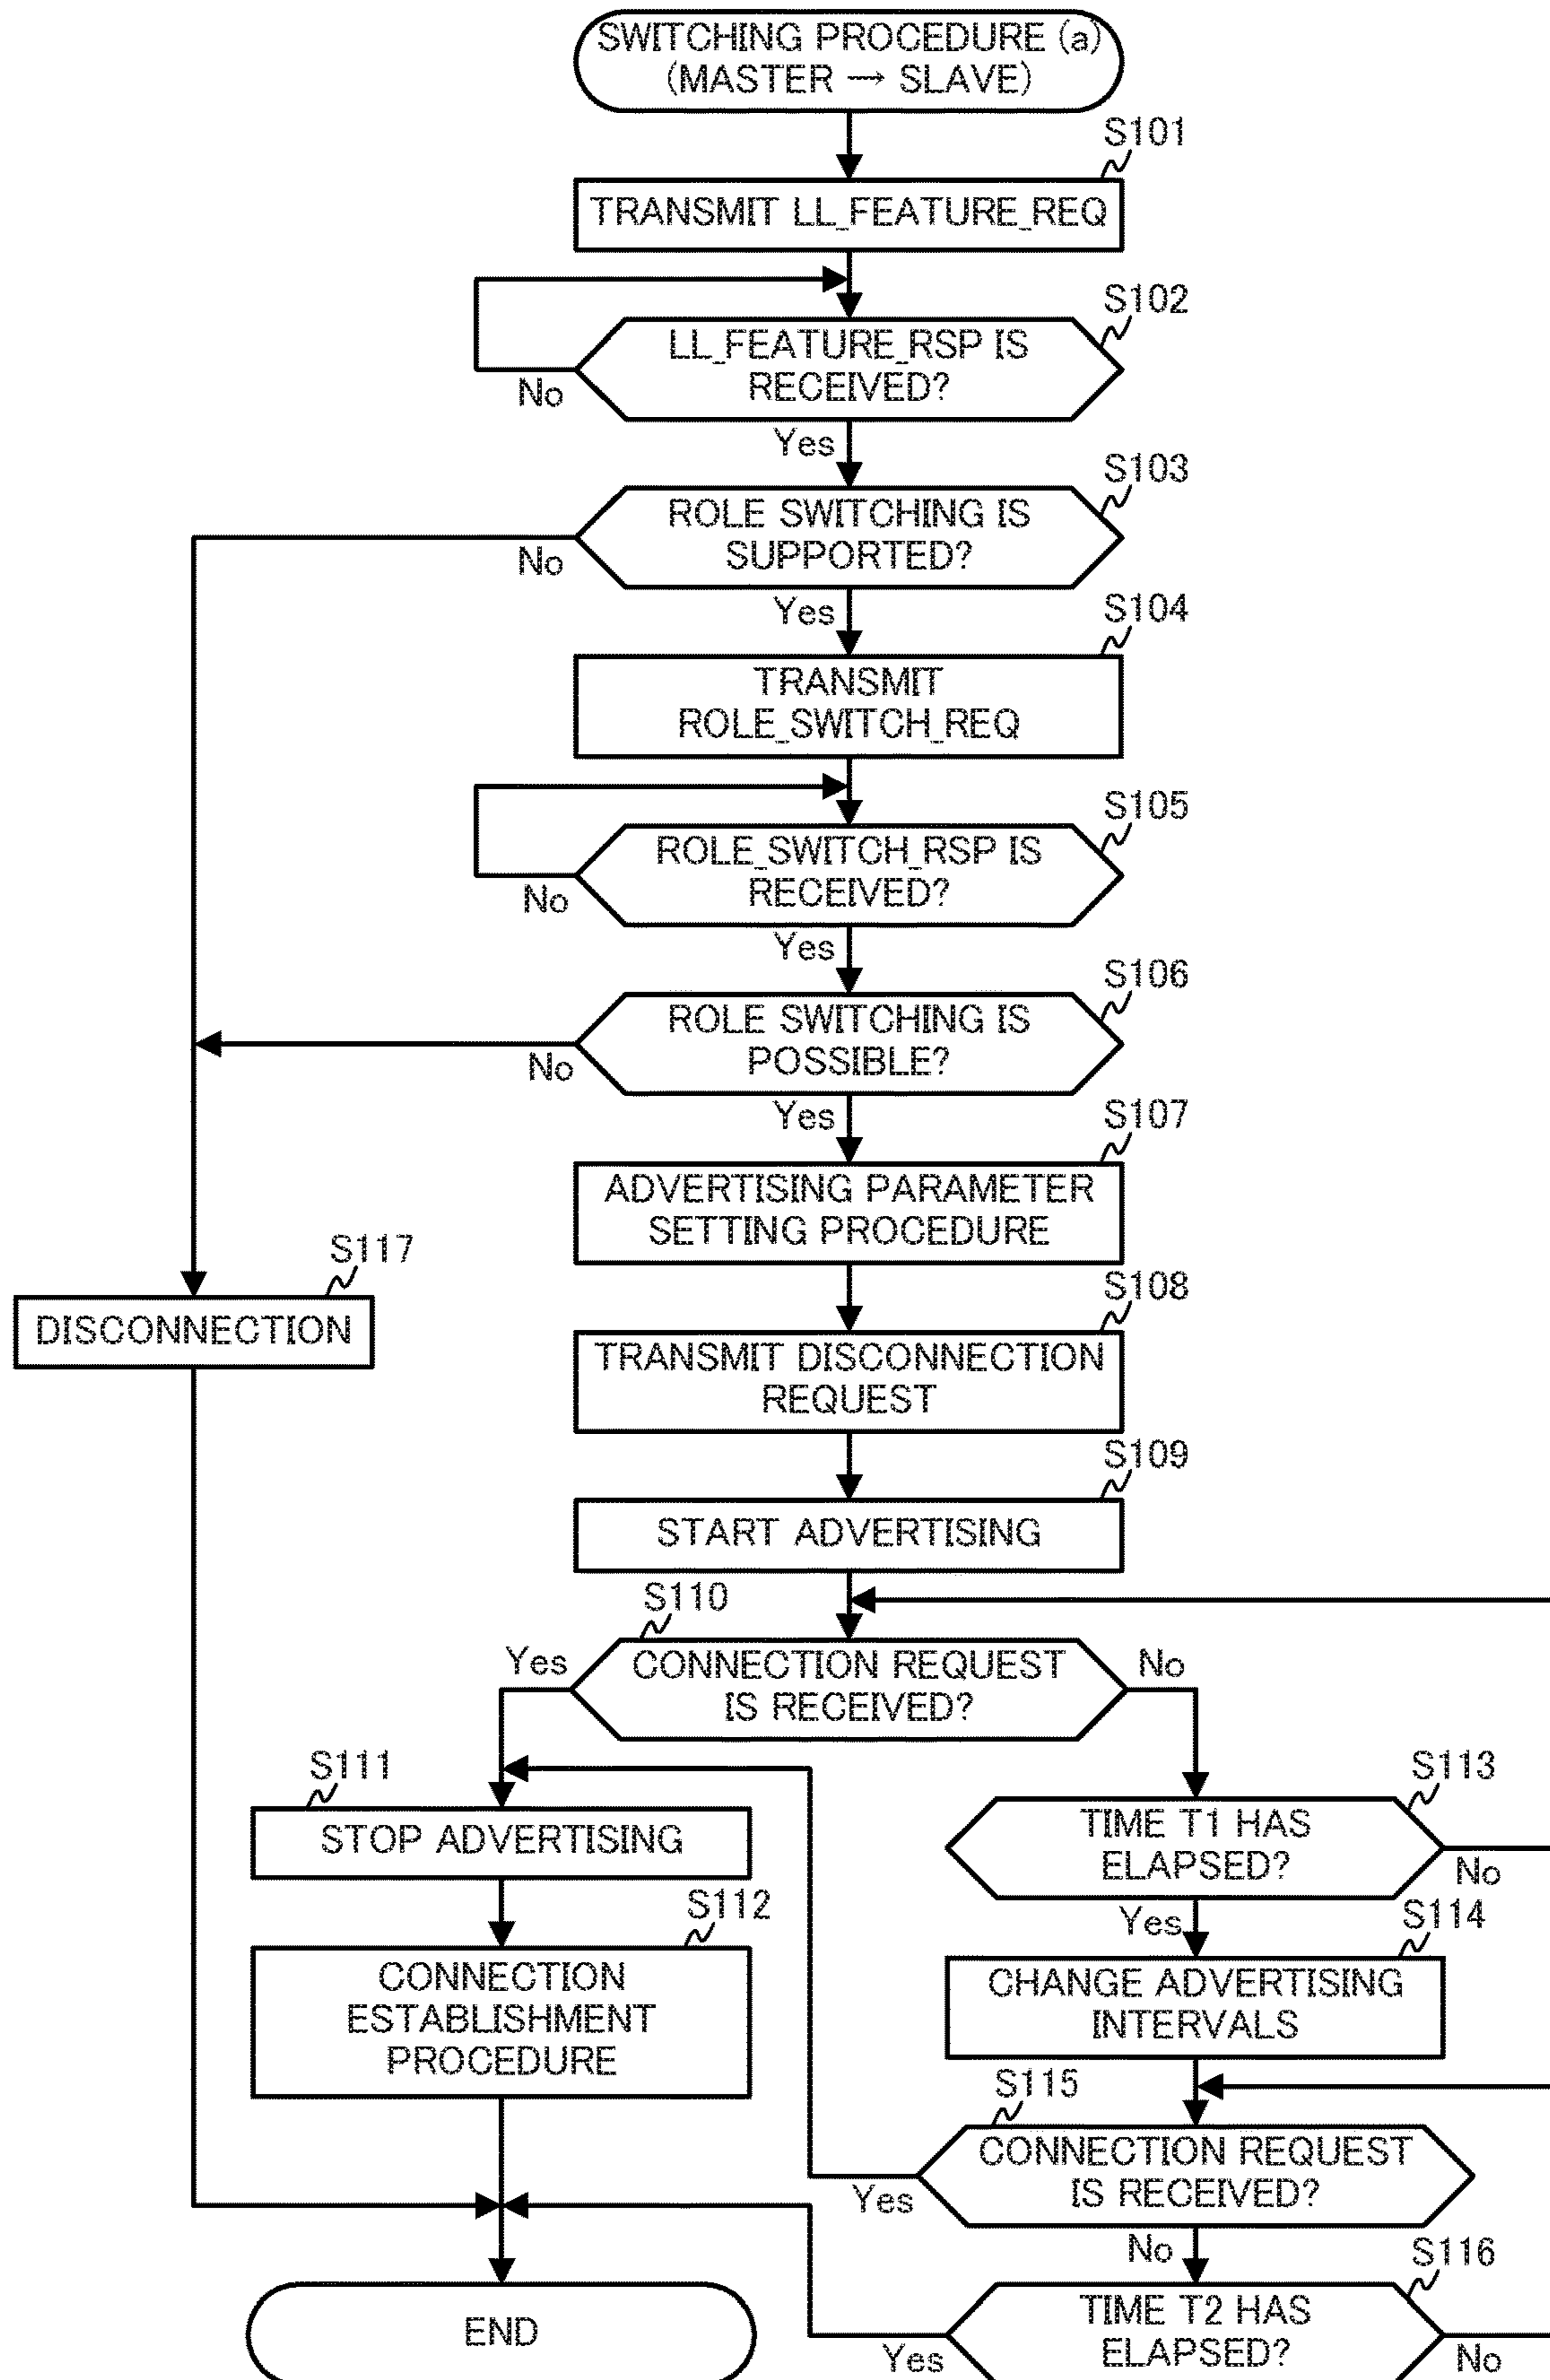 SWITCHING PROCEDURE (a)
(MASTER → SLAVE)
S101
TRANSMIT LL_FEATURE_REQ
S102
LL_FEATURE_RSP IS
RECEIVED?
No
Yes
S103
ROLE SWITCHING IS
SUPPORTED?
No
Yes
S104
TRANSMIT
ROLE_SWITCH_REQ
S105
ROLE_SWITCH_RSP IS
RECEIVED?
No
Yes
S106
ROLE SWITCHING IS
POSSIBLE?
No
Yes
S107
ADVERTISING PARAMETER
SETTING PROCEDURE
S117
DISCONNECTION
S108
TRANSMIT DISCONNECTION
REQUEST
S109
START ADVERTISING
S110
CONNECTION REQUEST
IS RECEIVED?
Yes
No
S111
STOP ADVERTISING
S113
TIME T1 HAS
ELAPSED?
No
Yes
S112
CONNECTION
ESTABLISHMENT
PROCEDURE
S114
CHANGE ADVERTISING
INTERVALS
S115
CONNECTION REQUEST
IS RECEIVED?
Yes
No
S116
TIME T2 HAS
ELAPSED?
Yes
No
END